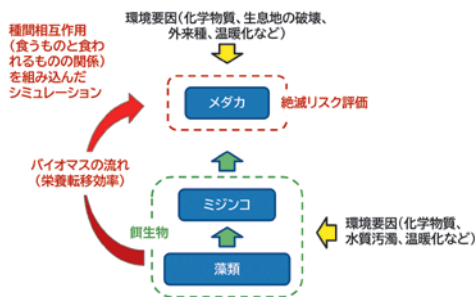 種間相互作用
(食うものと食わ
れるものの関係)
を組み込んだ
シミュレーション
環境要因(化学物質、生息地の破壊、
外来種、温暖化など)
メダカ
絶滅リスク評価
バイオマスの流れ
(栄養転移効率)
ミジンコ
餌生物
藻類
環境要因(化学物質、
水質汚濁、温暖化など)